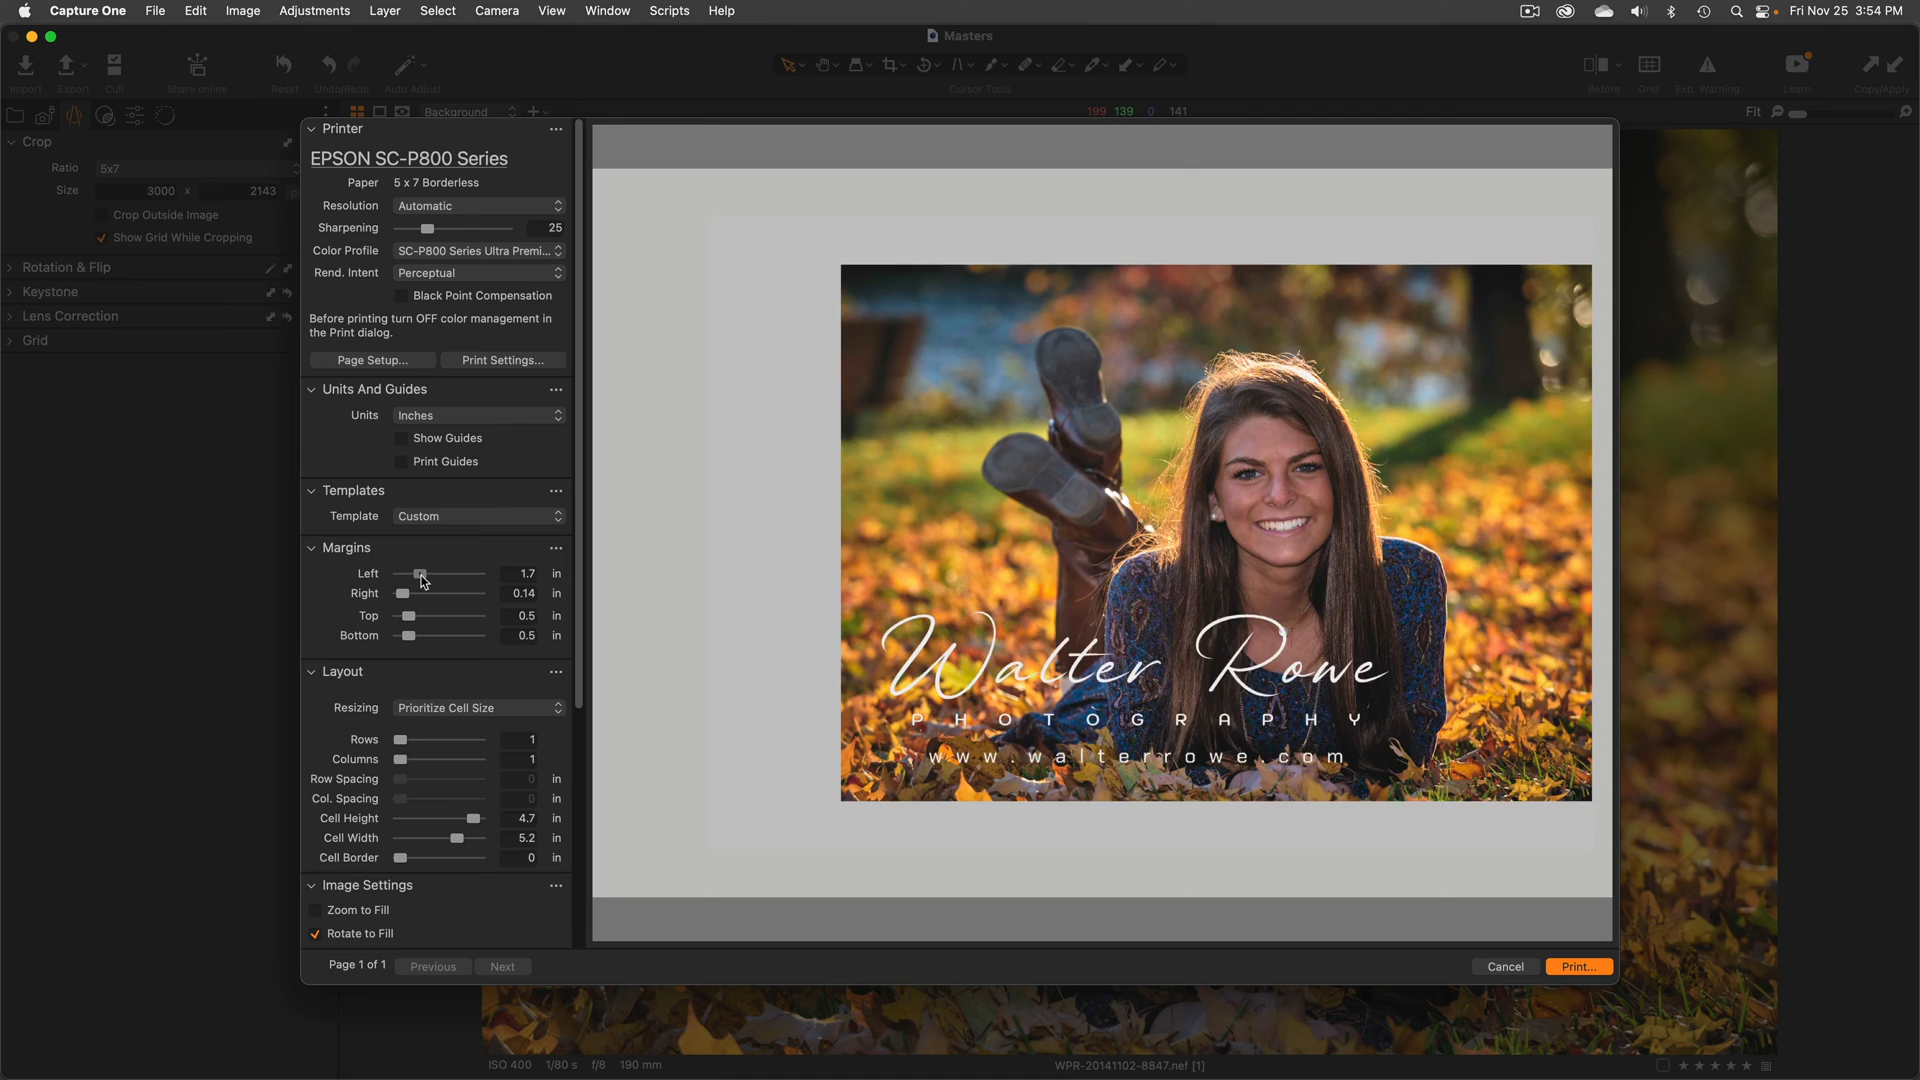 Capture One File Edit Image Adjustments Layer Select Camera View Window Scripts Help Fri Nov 25 3:54 PM
Masters
Import Export Cull Share online Reset Undo/Redo Auto Adjust Cursor Tools Before Grid Exp. Warning Learn Copy/Apply
Background 199 139 0 141 Fit
Crop
Ratio 5x7
Size 3000 x 2143
Crop Outside Image
Show Grid While Cropping
Rotation & Flip
Keystone
Lens Correction
Grid
Printer
EPSON SC-P800 Series
Paper 5 x 7 Borderless
Resolution Automatic
Sharpening 25
Color Profile SC-P800 Series Ultra Premi...
Rend. Intent Perceptual
Black Point Compensation
Before printing turn OFF color management in
the Print dialog.
Page Setup... Print Settings...
Units And Guides
Units Inches
Show Guides
Print Guides
Templates
Template Custom
Margins
Left 1.7 in
Right 0.14 in
Top 0.5 in
Bottom 0.5 in
Layout
Resizing Prioritize Cell Size
Rows 1
Columns 1
Row Spacing 0 in
Col. Spacing 0 in
Cell Height 4.7 in
Cell Width 5.2 in
Cell Border 0 in
Image Settings
Zoom to Fill
Rotate to Fill
Page 1 of 1 Previous Next
Walter Rowe
PHOTOGRAPHY
www.walterrowe.com
Cancel Print...
ISO 400 1/80 s f/8 190 mm WPR-20141102-8847.nef [1]